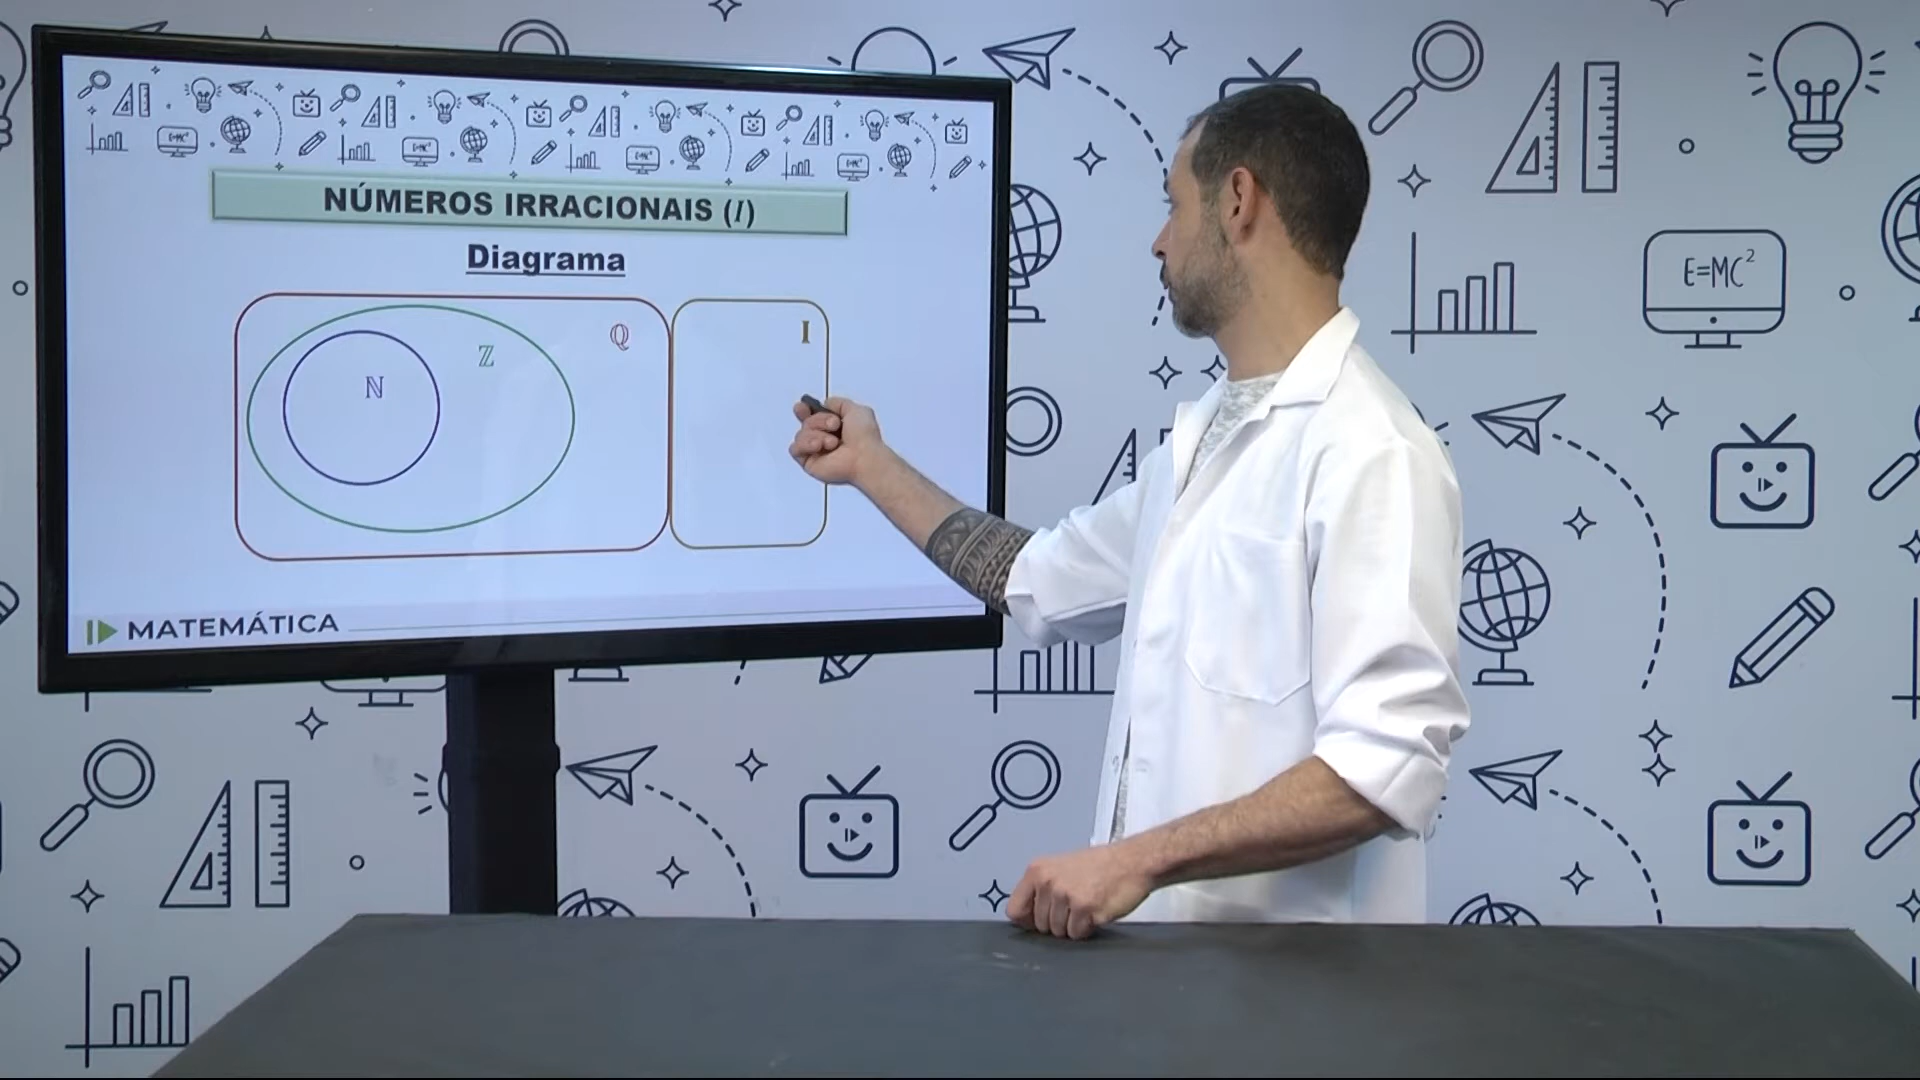 NÚMEROS IRRACIONAIS (I)
Diagrama
ℕ
ℤ
ℚ
I
MATEMÁTICA
E=MC²